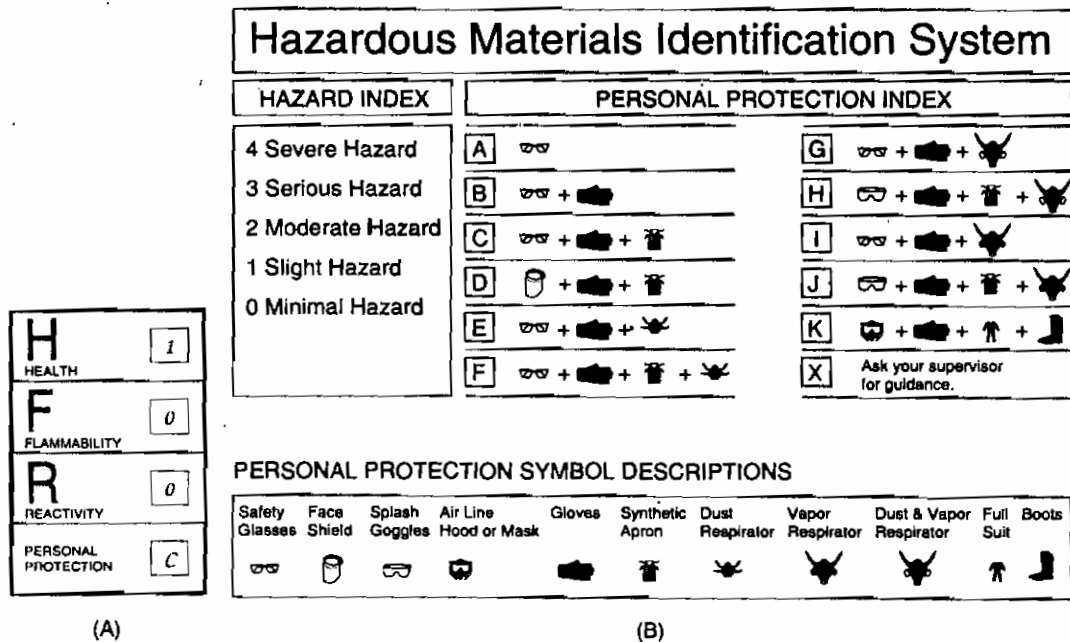 Hazardous Materials Identification System
HAZARD INDEX
PERSONAL PROTECTION INDEX
4 Severe Hazard
3 Serious Hazard
2 Moderate Hazard
1 Slight Hazard
0 Minimal Hazard
A
+
B
+ +
C
+ +
D
+ +
E
+ + +
F
+ +
G
+ + +
H
+ +
I
+ + +
J
+ + +
K
X Ask your supervisor
for guidance.
H
HEALTH
1
F
FLAMMABILITY
0
R
REACTIVITY
0
PERSONAL
PROTECTION
C
(A)
PERSONAL PROTECTION SYMBOL DESCRIPTIONS
Safety
Glasses
Face
Shield
Splash
Goggles
Air Line
Hood or Mask
Gloves
Synthetic
Apron
Dust
Respirator
Vapor
Respirator
Dust & Vapor
Respirator
Full
Suit
Boots
(B)